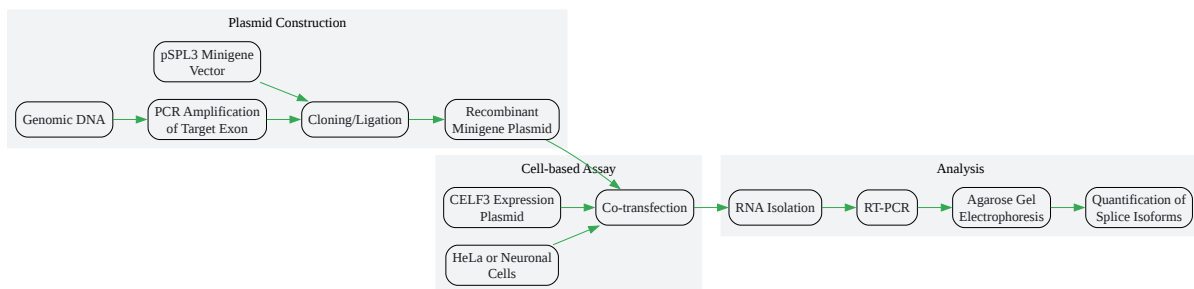 Plasmid Construction
pSPL3 Minigene
Vector
Genomic DNA
PCR Amplification
of Target Exon
Cloning/Ligation
Recombinant
Minigene Plasmid
Cell-based Assay
CELF3 Expression
Plasmid
Co-transfection
HeLa or Neuronal
Cells
Analysis
RNA Isolation
RT-PCR
Agarose Gel
Electrophoresis
Quantification of
Splice Isoforms